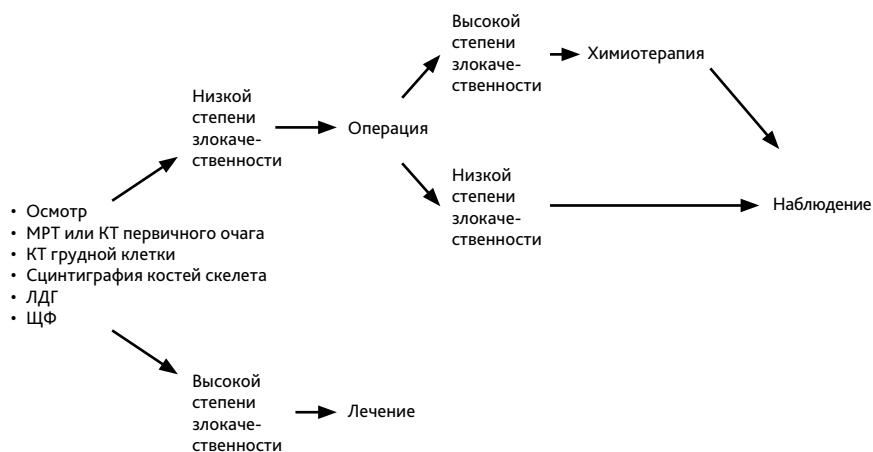 Высокой
степени
злокаче-
ственности
Химиотерапия
Низкой
степени
злокаче-
ственности
Операция
Низкой
степени
злокаче-
ственности
Наблюдение
• Осмотр
• МРТ или КТ первичного очага
• КТ грудной клетки
• Сцинтиграфия костей скелета
• ЛДГ
• ЩФ
Высокой
степени
злокаче-
ственности
Лечение